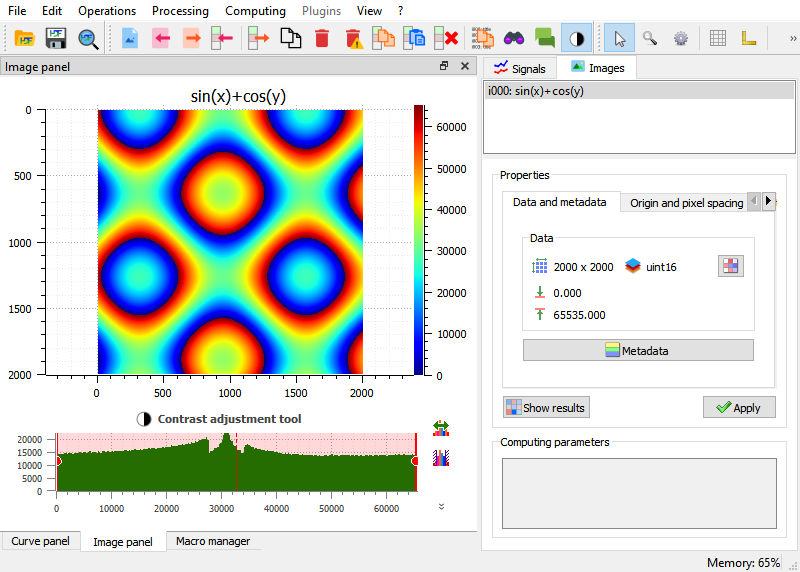 File Edit Operations Processing Computing Plugins View ?
Image panel
Signals Images
i000: sin(x)+cos(y)
sin(x)+cos(y)
0
500
1000
1500
2000
0 500 1000 1500 2000
60000
50000
40000
30000
20000
10000
0
Properties
Data and metadata Origin and pixel spacing
Data
2000 x 2000 uint16
0.000
65535.000
Metadata
Show results Apply
Contrast adjustment tool
20000
15000
10000
5000
0
0 10000 20000 30000 40000 50000 60000
Computing parameters
Curve panel Image panel Macro manager
Memory: 65%